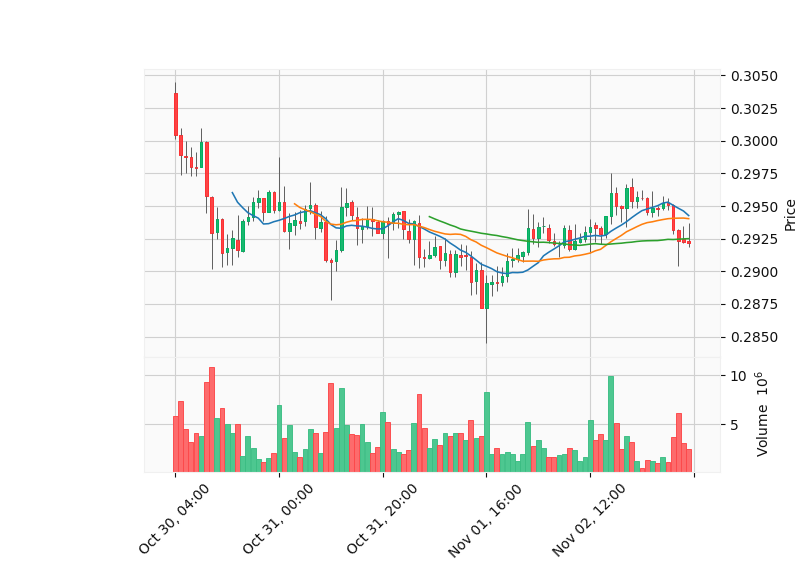 0.3050
0.3025
0.3000
0.2975
0.2950
0.2925
0.2900
0.2875
0.2850
Price
10
5
Volume 10^6
Oct 30, 04:00
Oct 31, 00:00
Oct 31, 20:00
Nov 01, 16:00
Nov 02, 12:00